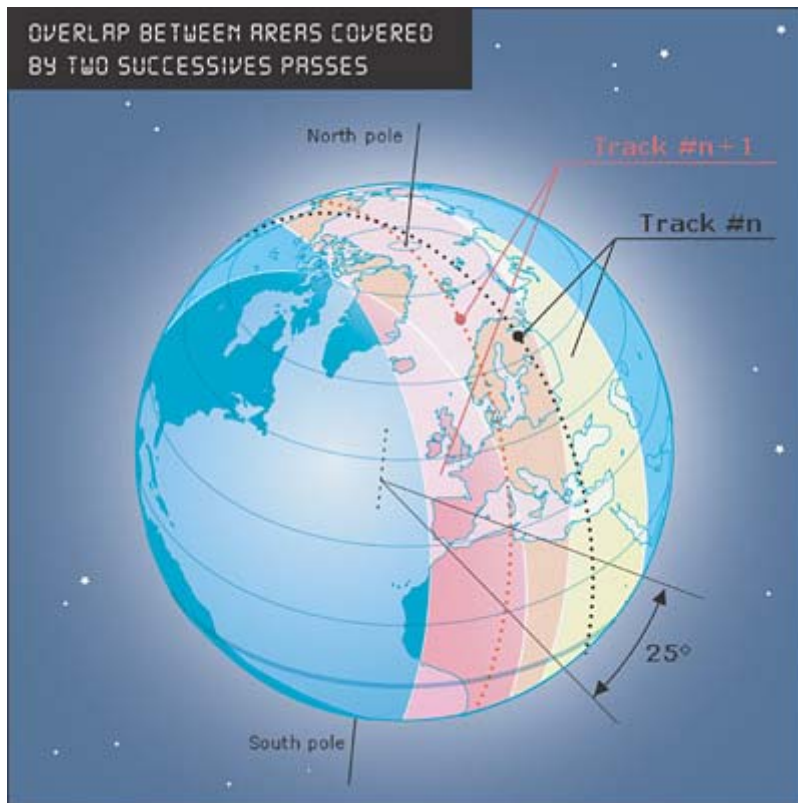 OVERLAP BETWEEN AREAS COVERED
BY TWO SUCCESSIVES PASSES
North pole
Track #n+1
Track #n
25°
South pole